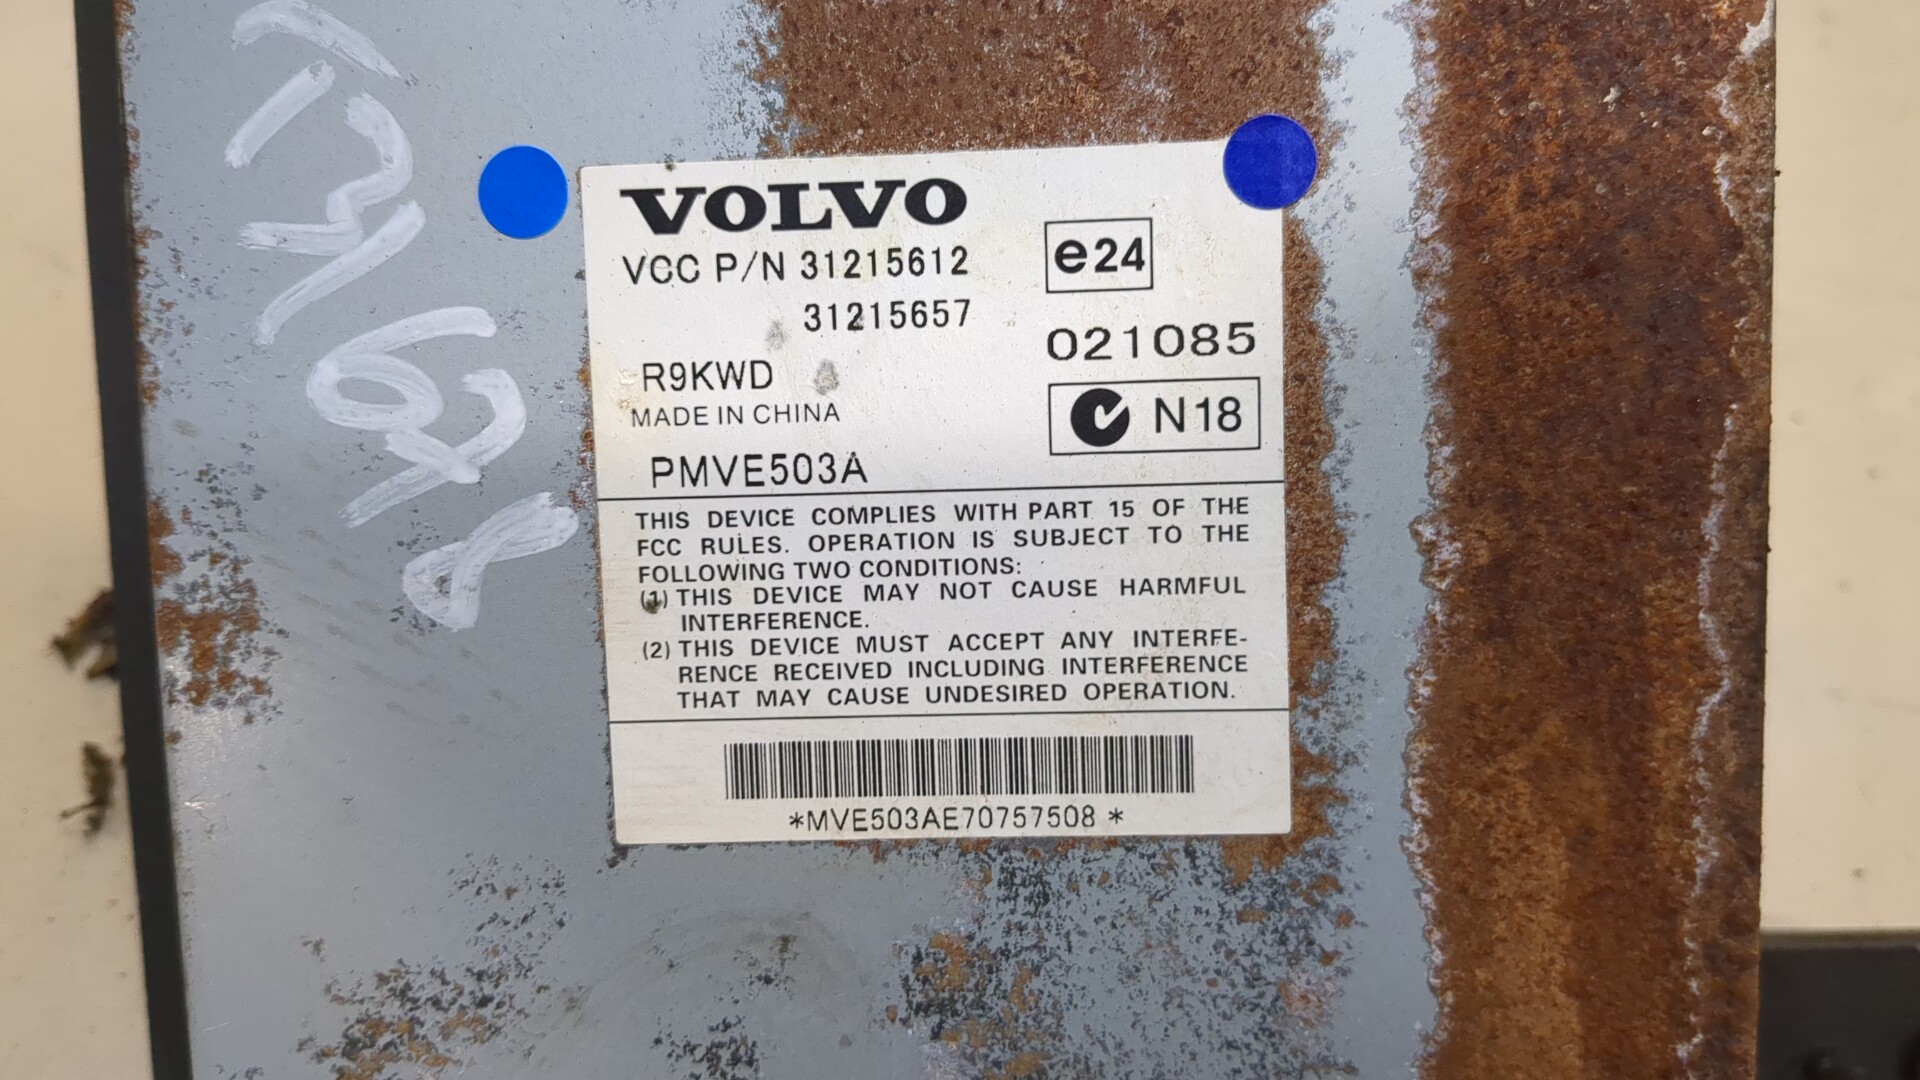 VOLVO
VCC P/N 31215612
31215657
e24
021085
R9KWD
MADE IN CHINA
N18
PMVE503A
THIS DEVICE COMPLIES WITH PART 15 OF THE
FCC RULES. OPERATION IS SUBJECT TO THE
FOLLOWING TWO CONDITIONS:
(1) THIS DEVICE MAY NOT CAUSE HARMFUL
INTERFERENCE.
(2) THIS DEVICE MUST ACCEPT ANY INTERFE-
RENCE RECEIVED INCLUDING INTERFERENCE
THAT MAY CAUSE UNDESIRED OPERATION.
*MVE503AE70757508 *